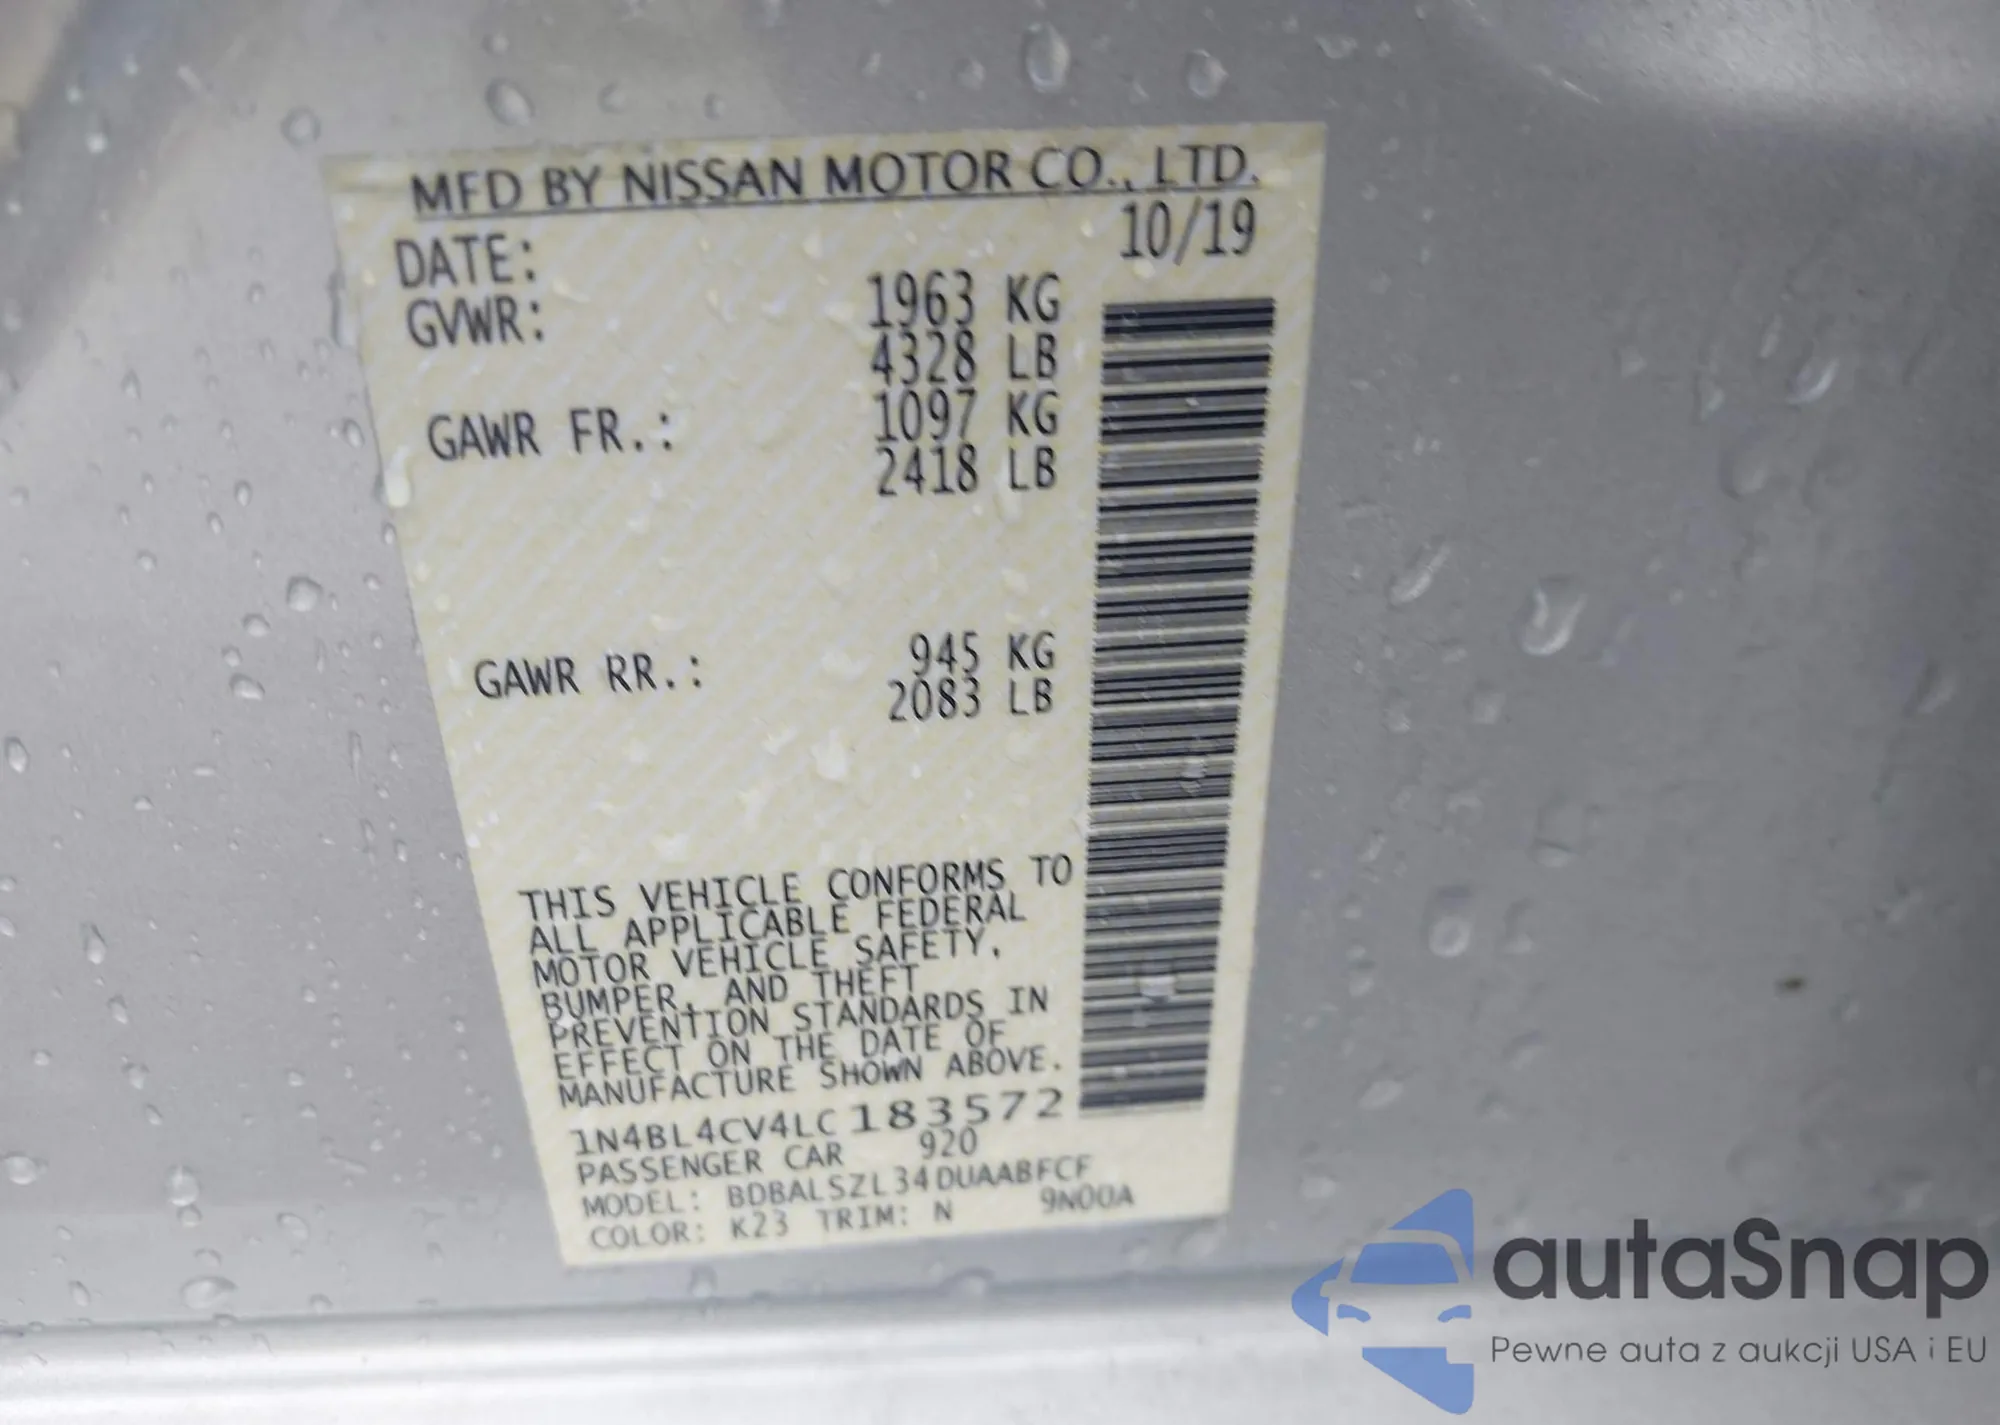 MFD BY NISSAN MOTOR CO., LTD.
DATE: 10/19
GVWR: 1963 KG
4328 LB
GAWR FR.: 1097 KG
2418 LB
GAWR RR.: 945 KG
2083 LB
THIS VEHICLE CONFORMS TO
ALL APPLICABLE FEDERAL
MOTOR VEHICLE SAFETY,
BUMPER, AND THEFT
PREVENTION STANDARDS IN
EFFECT ON THE DATE OF
MANUFACTURE SHOWN ABOVE.
1N4BL4CV4LC183572
PASSENGER CAR 920
MODEL: BDBALSZL34DUAABFCF
COLOR: K23 TRIM: N 9N00A
autaSnap
Pewne auta z aukcji USA i EU